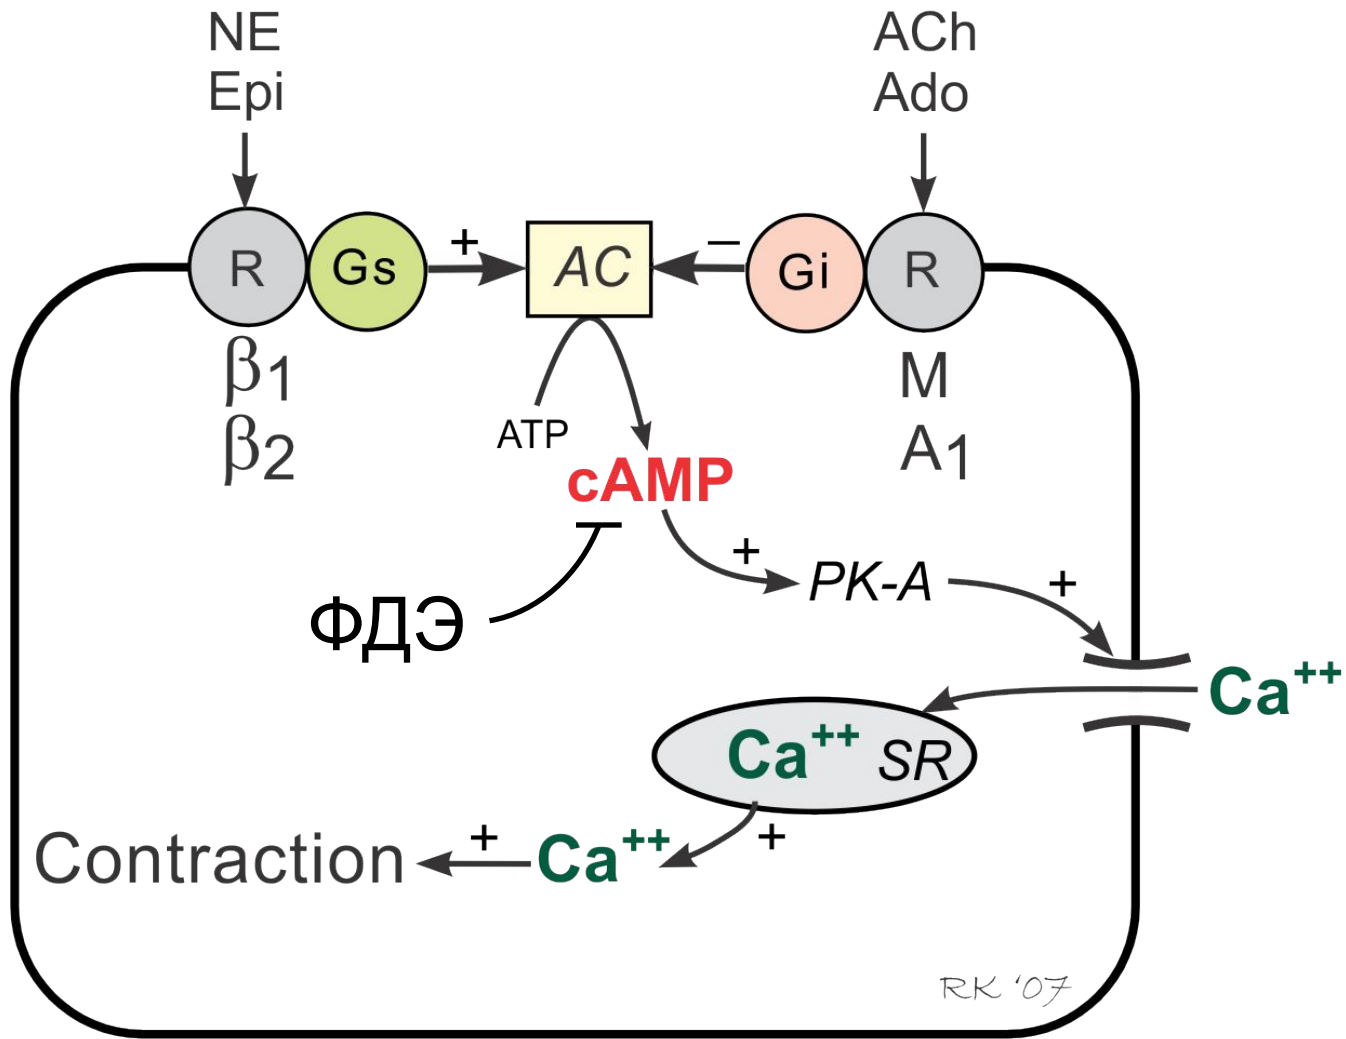 NE
Epi
ACh
Ado
R
Gs
+
AC
–
Gi
R
β1
β2
M
A1
ATP
cAMP
+
PK-A
+
ФДЭ
Ca++
Ca++ SR
+
Ca++
+
Contraction
RK '07